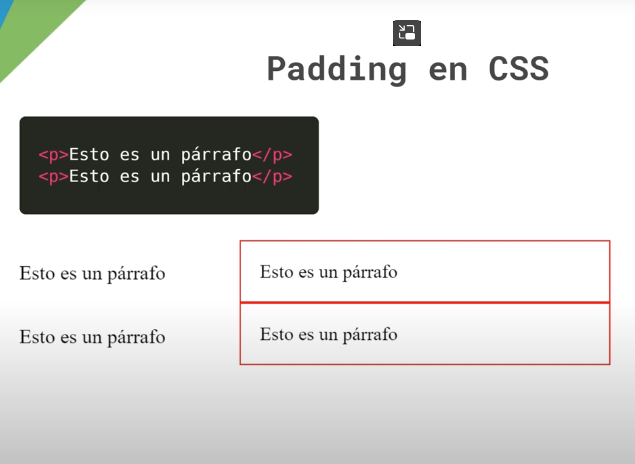 Padding en CSS
<p>Esto es un párrafo</p>
<p>Esto es un párrafo</p>
Esto es un párrafo
Esto es un párrafo
Esto es un párrafo
Esto es un párrafo